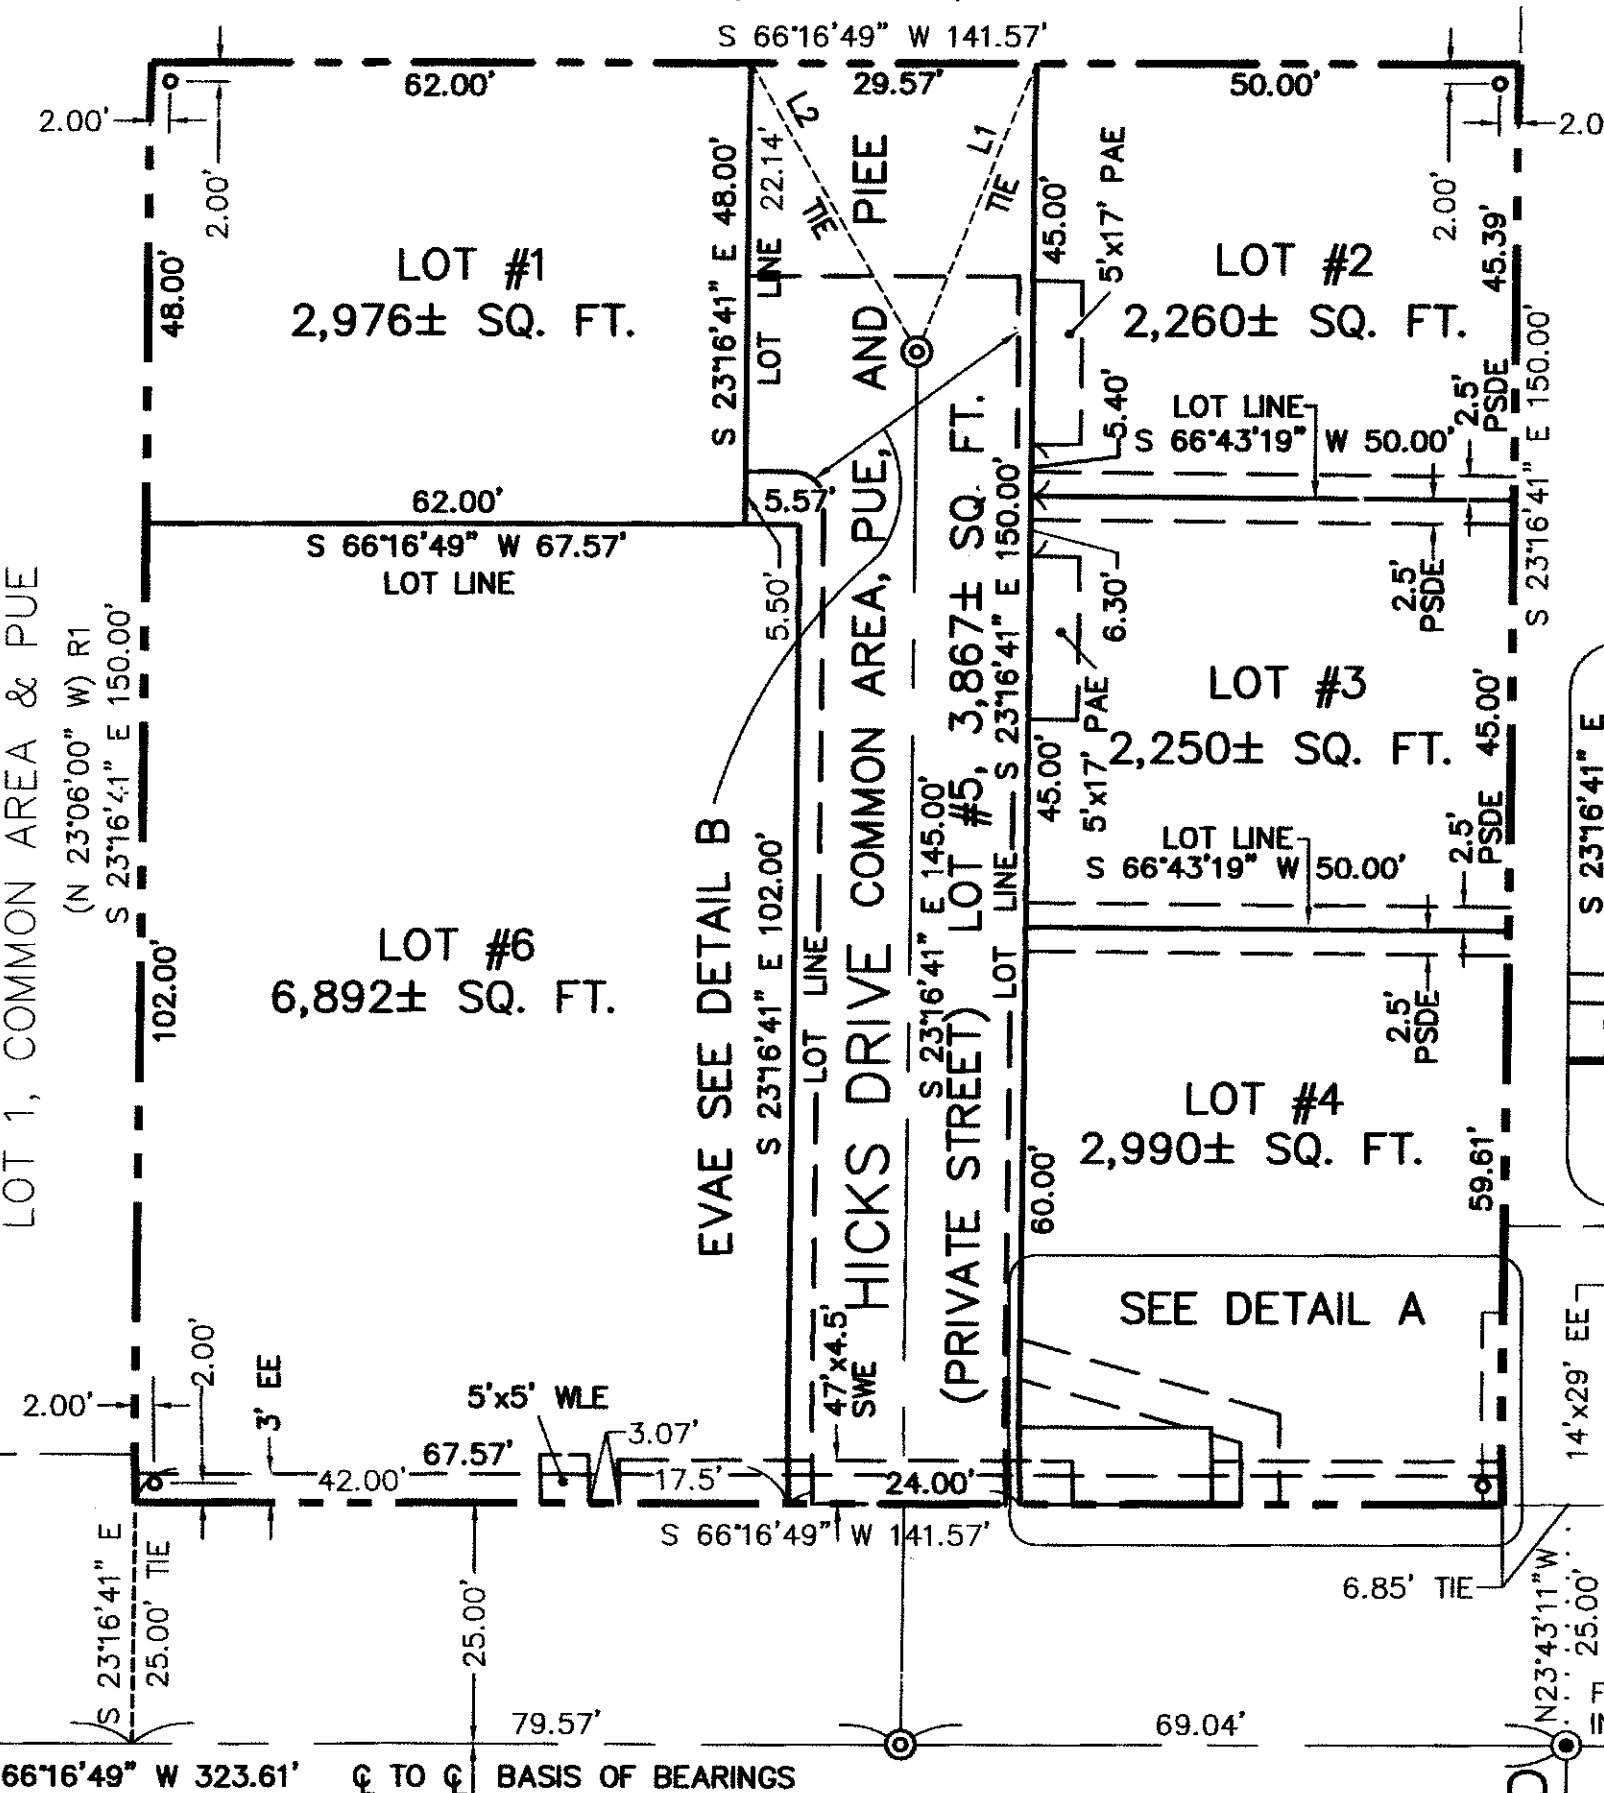 S 66°16'49" W 141.57'
62.00'
29.57'
50.00'
2.00'
2.00'
L2
TIE
L1
TIE
2.0
2.00'
48.00'
LOT #1
2,976± SQ. FT.
S 23°16'41" E 48.00'
LOT LINE 22.14'
45.00'
5'x17' PAE
LOT #2
2,260± SQ. FT.
45.39'
S 23°16'41" E 150.00'
5.40'
LOT LINE
S 66°43'19" W 50.00'
2.5'
PSDE
2.5'
PSDE
62.00'
S 66°16'49" W 67.57'
LOT LINE
5.57'
5.50'
6.30'
LOT 1, COMMON AREA & PUE
(N 23°06'00" W) R1
S 23°16'41" E 150.00'
102.00'
LOT #6
6,892± SQ. FT.
EVAE SEE DETAIL B
S 23°16'41" E 102.00'
LOT LINE
HICKS DRIVE COMMON AREA, PUE, AND PIEE
S 23°16'41" E 145.00'
(PRIVATE STREET) LOT #5, 3,867± SQ. FT.
LOT LINE S 23°16'41" E 150.00'
LOT #3
2,250± SQ. FT.
45.00'
5'x17' PAE
45.00'
LOT LINE
S 66°43'19" W 50.00'
2.5'
PSDE
2.5'
PSDE
S 23°16'41" E
LOT #4
2,990± SQ. FT.
60.00'
59.61'
SEE DETAIL A
14'x29' EE
2.00'
2.00'
3' EE
5'x5' WLE
3.07'
47'x4.5'
SWE
67.57'
42.00'
17.5'
24.00'
S 66°16'49" W 141.57'
6.85' TIE
S 23°16'41" E
25.00' TIE
25.00'
N23°43'11"W
25.00'
79.57'
69.04'
66°16'49" W 323.61' ℄ TO ℄ BASIS OF BEARINGS